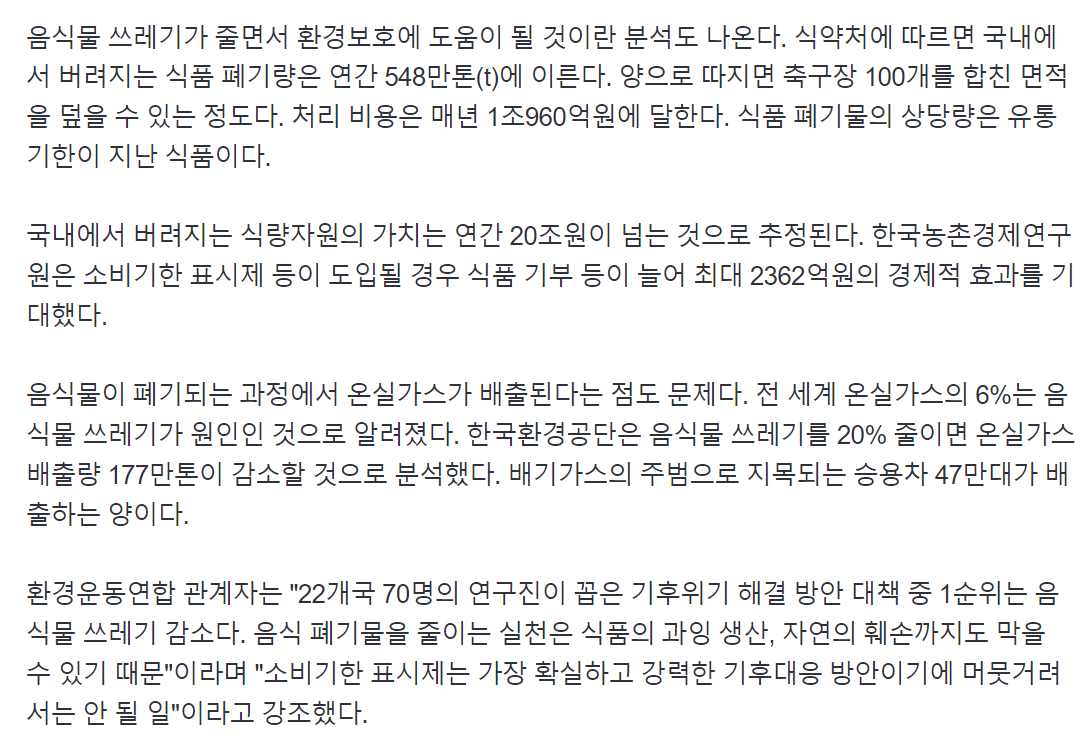 음식물 쓰레기가 줄면서 환경보호에 도움이 될 것이란 분석도 나온다. 식약처에 따르면 국내에
서 버려지는 식품 폐기량은 연간 548만톤(t)에 이른다. 양으로 따지면 축구장 100개를 합친 면적
을 덮을 수 있는 정도다. 처리 비용은 매년 1조960억원에 달한다. 식품 폐기물의 상당량은 유통
기한이 지난 식품이다.
국내에서 버려지는 식량자원의 가치는 연간 20조원이 넘는 것으로 추정된다. 한국농촌경제연구
원은 소비기한 표시제 등이 도입될 경우 식품 기부 등이 늘어 최대 2362억원의 경제적 효과를 기
대했다.
음식물이 폐기되는 과정에서 온실가스가 배출된다는 점도 문제다. 전 세계 온실가스의 6%는 음
식물 쓰레기가 원인인 것으로 알려졌다. 한국환경공단은 음식물 쓰레기를 20% 줄이면 온실가스
배출량 177만톤이 감소할 것으로 분석했다. 배기가스의 주범으로 지목되는 승용차 47만대가 배
출하는 양이다.
환경운동연합 관계자는 "22개국 70명의 연구진이 꼽은 기후위기 해결 방안 대책 중 1순위는 음
식물 쓰레기 감소다. 음식 폐기물을 줄이는 실천은 식품의 과잉 생산, 자연의 훼손까지도 막을
수 있기 때문"이라며 "소비기한 표시제는 가장 확실하고 강력한 기후대응 방안이기에 머뭇거려
서는 안 될 일"이라고 강조했다.